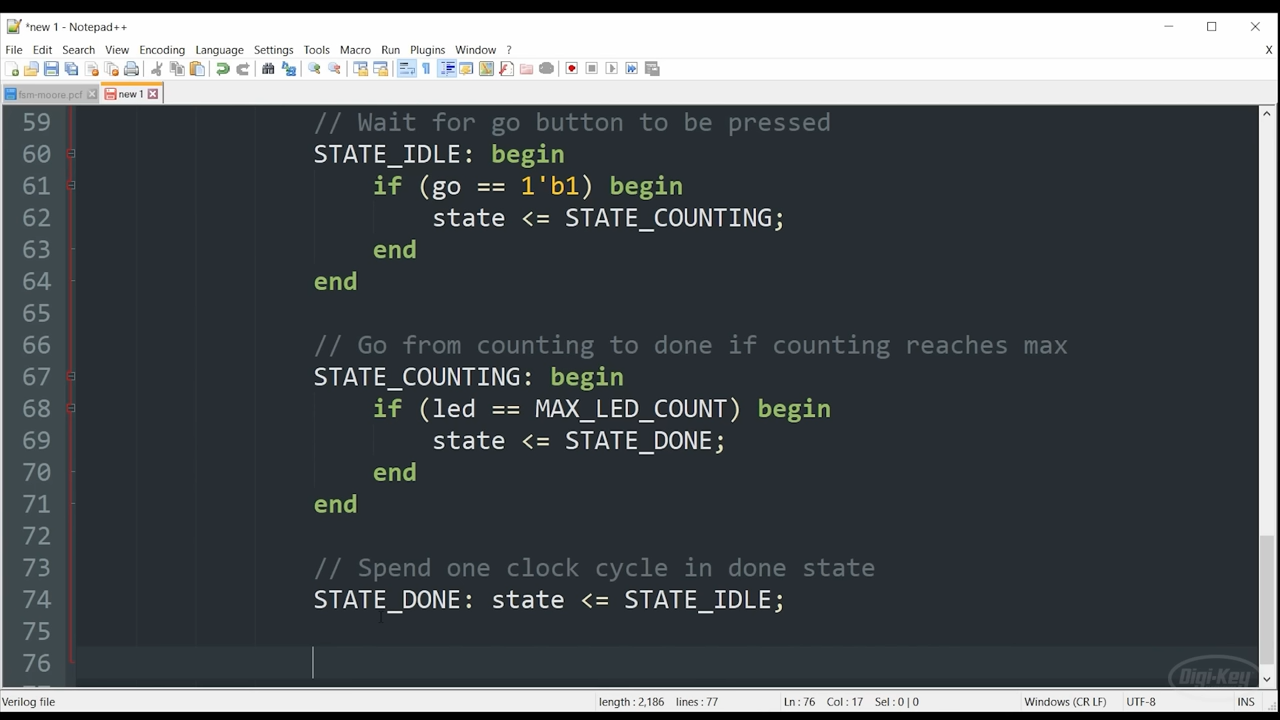 *new 1 - Notepad++
File Edit Search View Encoding Language Settings Tools Macro Run Plugins Window ? X
fsm-moore.pcf new 1
59 // Wait for go button to be pressed
60 STATE_IDLE: begin
61 if (go == 1'b1) begin
62 state <= STATE_COUNTING;
63 end
64 end
65
66 // Go from counting to done if counting reaches max
67 STATE_COUNTING: begin
68 if (led == MAX_LED_COUNT) begin
69 state <= STATE_DONE;
70 end
71 end
72
73 // Spend one clock cycle in done state
74 STATE_DONE: state <= STATE_IDLE;
75
76
Digi-Key
Verilog file length : 2,186 lines : 77 Ln : 76 Col : 17 Sel : 0 | 0 Windows (CR LF) UTF-8 INS